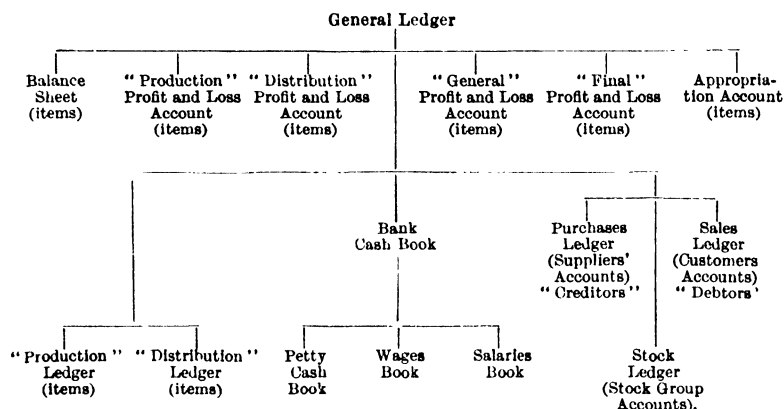 General Ledger
Balance
Sheet
(items)
“ Production ”
Profit and Loss
Account
(items)
“ Distribution ”
Profit and Loss
Account
(items)
“ General ”
Profit and Loss
Account
(items)
“ Final ”
Profit and Loss
Account
(items)
Appropria-
tion Account
(items)
Bank
Cash Book
Purchases
Ledger
(Suppliers’
Accounts)
“ Creditors ”
Sales
Ledger
(Customers
Accounts)
“ Debtors ’
“ Production ”
Ledger
(items)
“ Distribution ”
Ledger
(items)
Petty
Cash
Book
Wages
Book
Salaries
Book
Stock
Ledger
(Stock Group
Accounts).